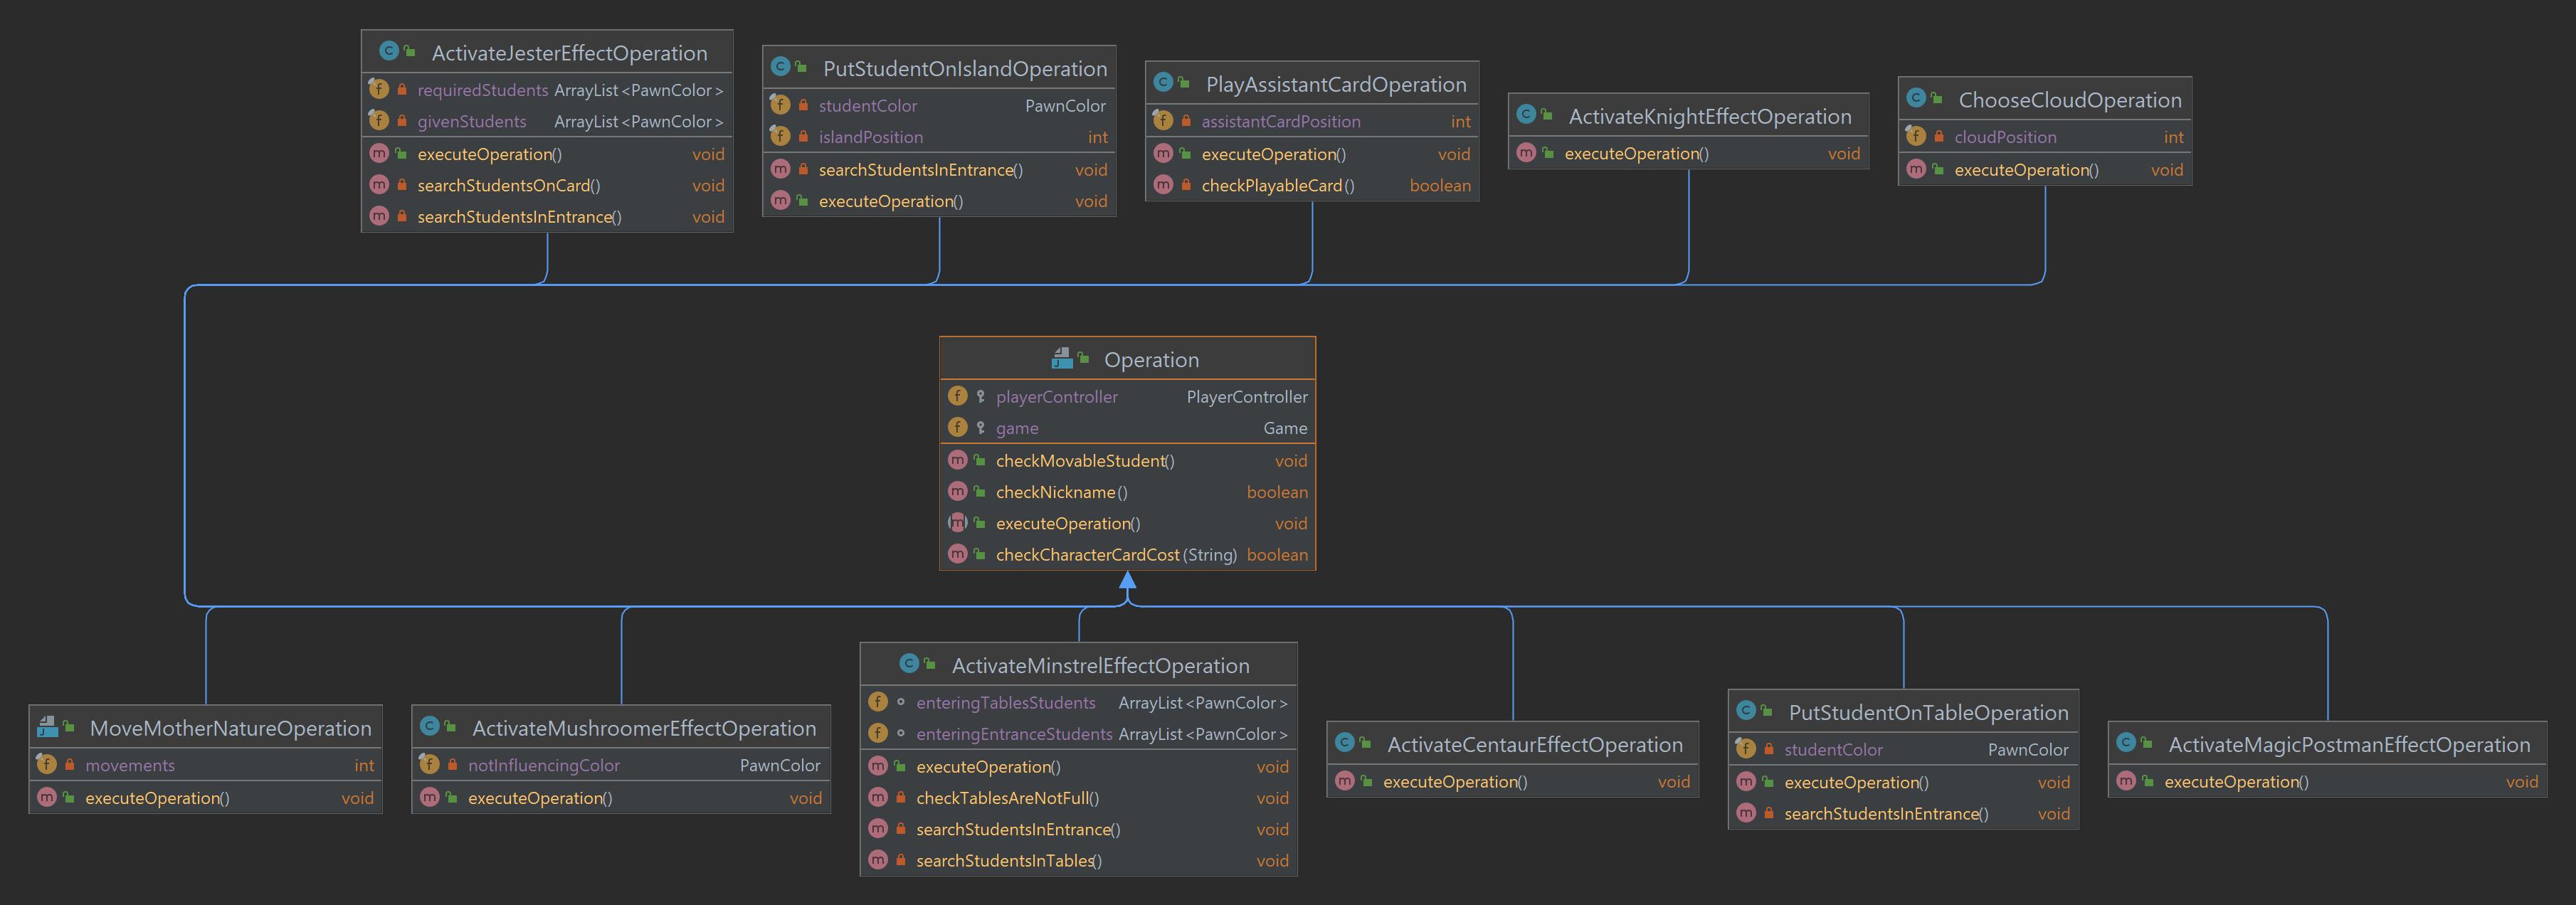 ActivateJesterEffectOperation
requiredStudents ArrayList<PawnColor>
givenStudents ArrayList<PawnColor>
executeOperation() void
searchStudentsOnCard() void
searchStudentsInEntrance() void
PutStudentOnIslandOperation
studentColor PawnColor
islandPosition int
searchStudentsInEntrance() void
executeOperation() void
PlayAssistantCardOperation
assistantCardPosition int
executeOperation() void
checkPlayableCard() boolean
ActivateKnightEffectOperation
executeOperation() void
ChooseCloudOperation
cloudPosition int
executeOperation() void
Operation
playerController PlayerController
game Game
checkMovableStudent() void
checkNickname() boolean
executeOperation() void
checkCharacterCardCost(String) boolean
MoveMotherNatureOperation
movements int
executeOperation() void
ActivateMushroomerEffectOperation
notInfluencingColor PawnColor
executeOperation() void
ActivateMinstrelEffectOperation
enteringTablesStudents ArrayList<PawnColor>
enteringEntranceStudents ArrayList<PawnColor>
executeOperation() void
checkTablesAreNotFull() void
searchStudentsInEntrance() void
searchStudentsInTables() void
ActivateCentaurEffectOperation
executeOperation() void
PutStudentOnTableOperation
studentColor PawnColor
executeOperation() void
searchStudentsInEntrance() void
ActivateMagicPostmanEffectOperation
executeOperation() void